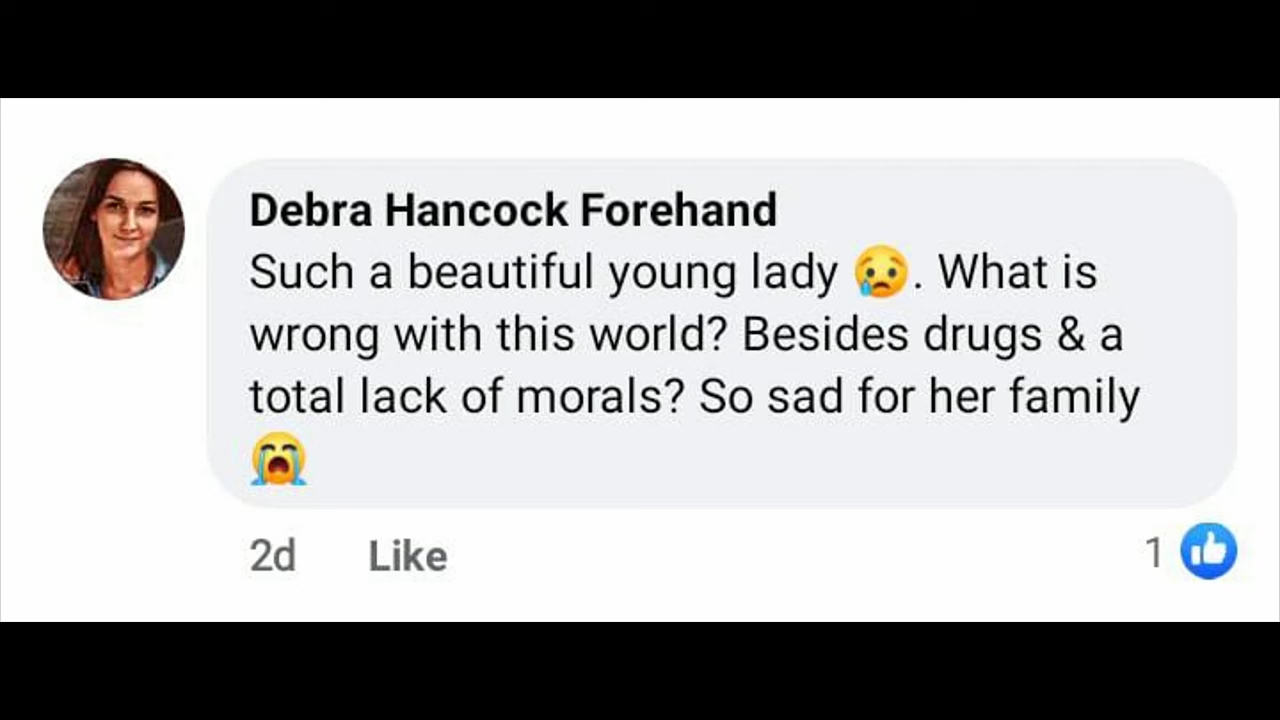 Debra Hancock Forehand
Such a beautiful young lady 😢. What is
wrong with this world? Besides drugs & a
total lack of morals? So sad for her family
😭
2d Like 1